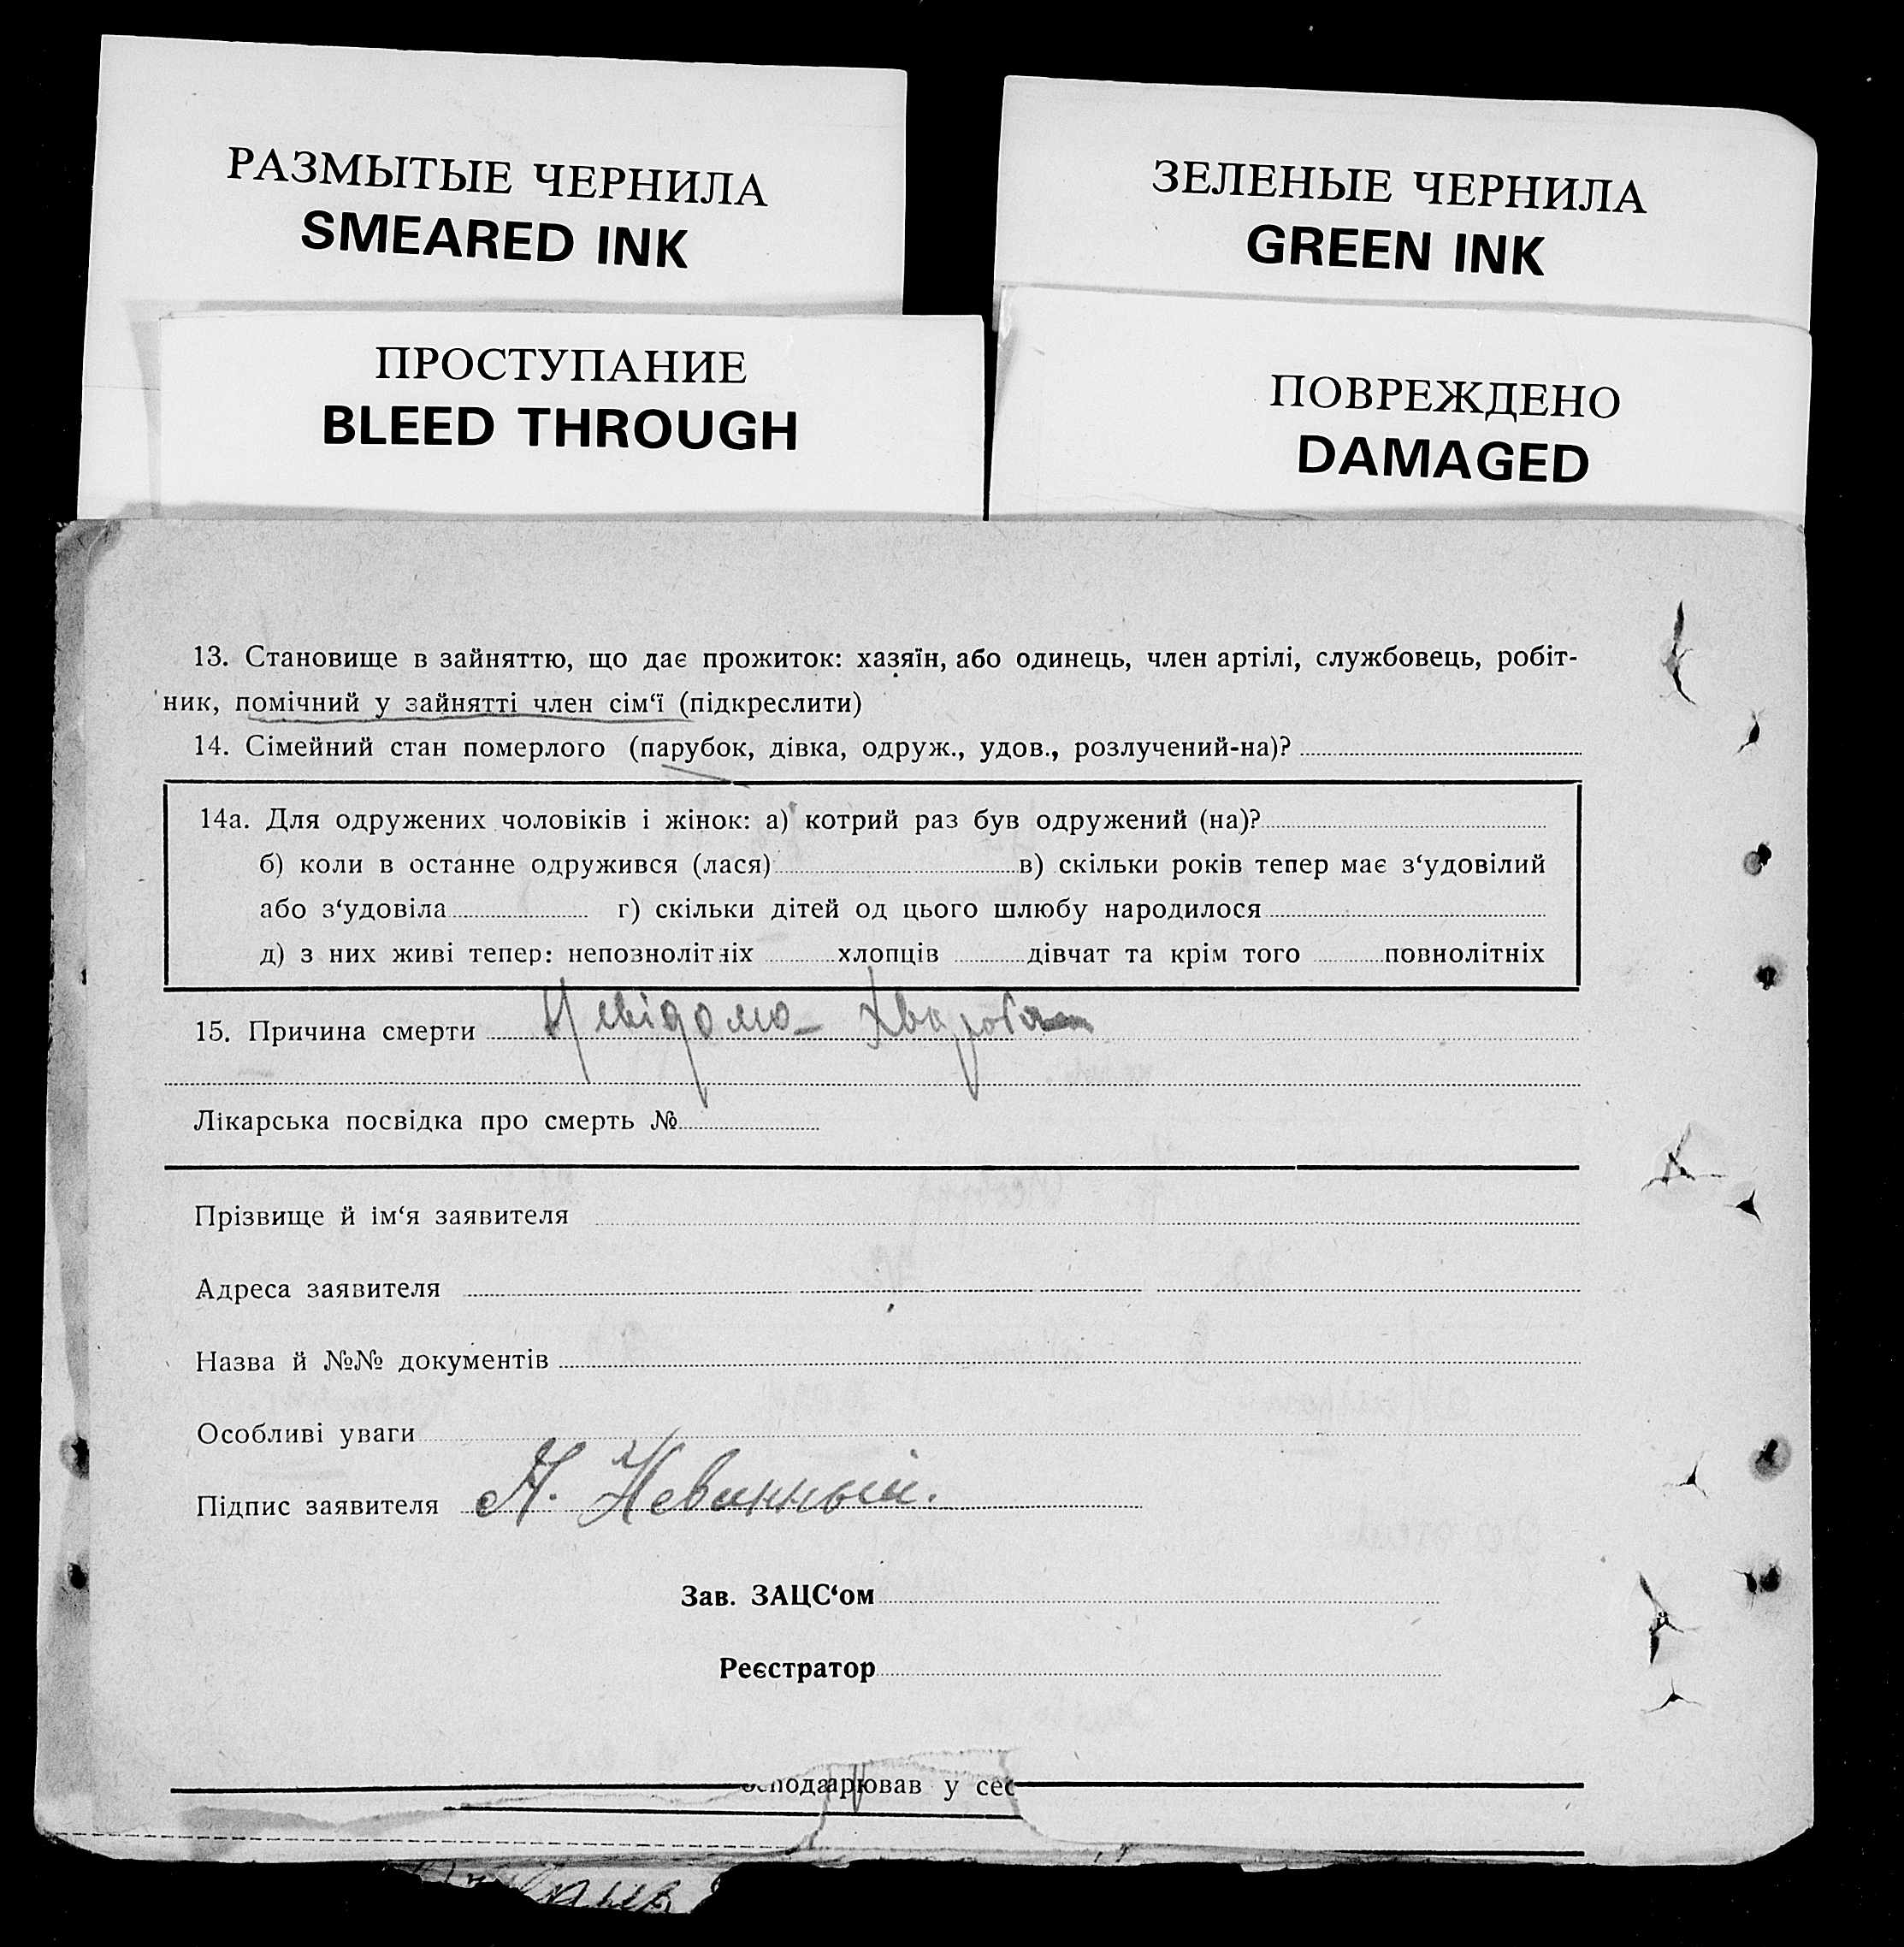 РАЗМЫТЫЕ ЧЕРНИЛА
SMEARED INK
ЗЕЛЕНЫЕ ЧЕРНИЛА
GREEN INK
ПРОСТУПАНИЕ
BLEED THROUGH
ПОВРЕЖДЕНО
DAMAGED
13. Становище в зайняттю, що дає прожиток: хазяїн, або одинець, член артілі, службовець, робіт-
ник, помічний у зайнятті член сім‘ї (підкреслити)
14. Сімейний стан померлого (парубок, дівка, одруж., удов., розлучений-на)?
14а. Для одружених чоловіків і жінок: а) котрий раз був одружений (на)?
б) коли в останне одружився (лася) в) скільки років тепер має з‘удовілий
або з‘удовіла г) скільки дітей од цього шлюбу народилося
д) з них живі тепер: непознолітніх хлопців дівчат та крім того повнолітніх
15. Причина смерти Невідомо
Лікарська посвідка про смерть №
Прізвище й ім‘я заявителя
Адреса заявителя
Назва й №№ документів
Особливі уваги
Підпис заявителя Невинный.
Зав. ЗАЦС‘ом
Реєстратор
у